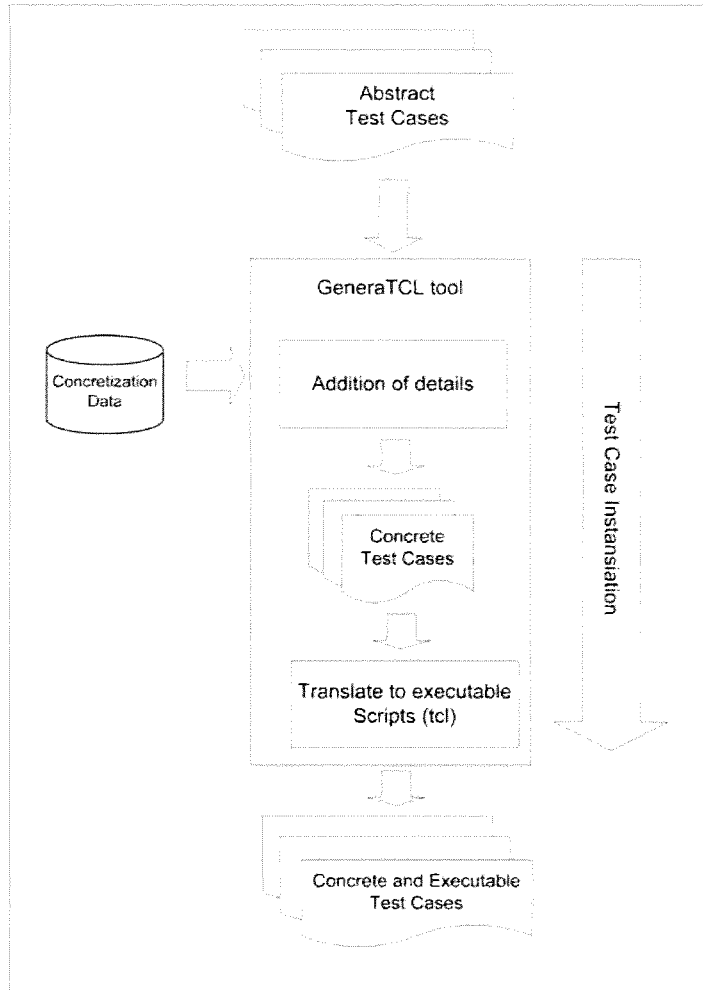 Abstract
Test Cases
GeneraTCL tool
Concretization
Data
Addition of details
Concrete
Test Cases
Translate to executable
Scripts (tcl)
Concrete and Executable
Test Cases
Test Case Instansiation